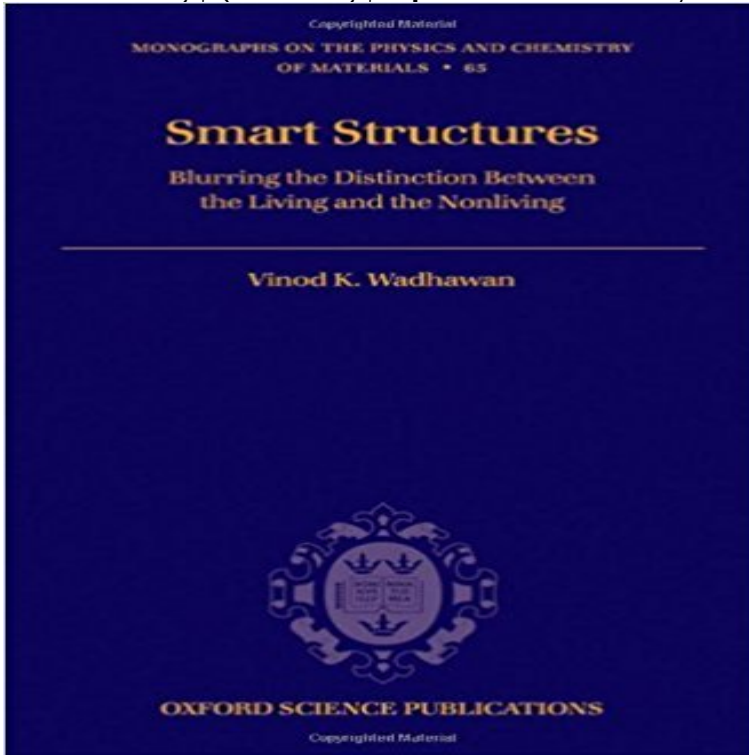 Copyrighted Material
MONOGRAPHS ON THE PHYSICS AND CHEMISTRY
OF MATERIALS • 65
Smart Structures
Blurring the Distinction Between
the Living and the Nonliving
Vinod K. Wadhawan
OXFORD SCIENCE PUBLICATIONS
Copyrighted Material